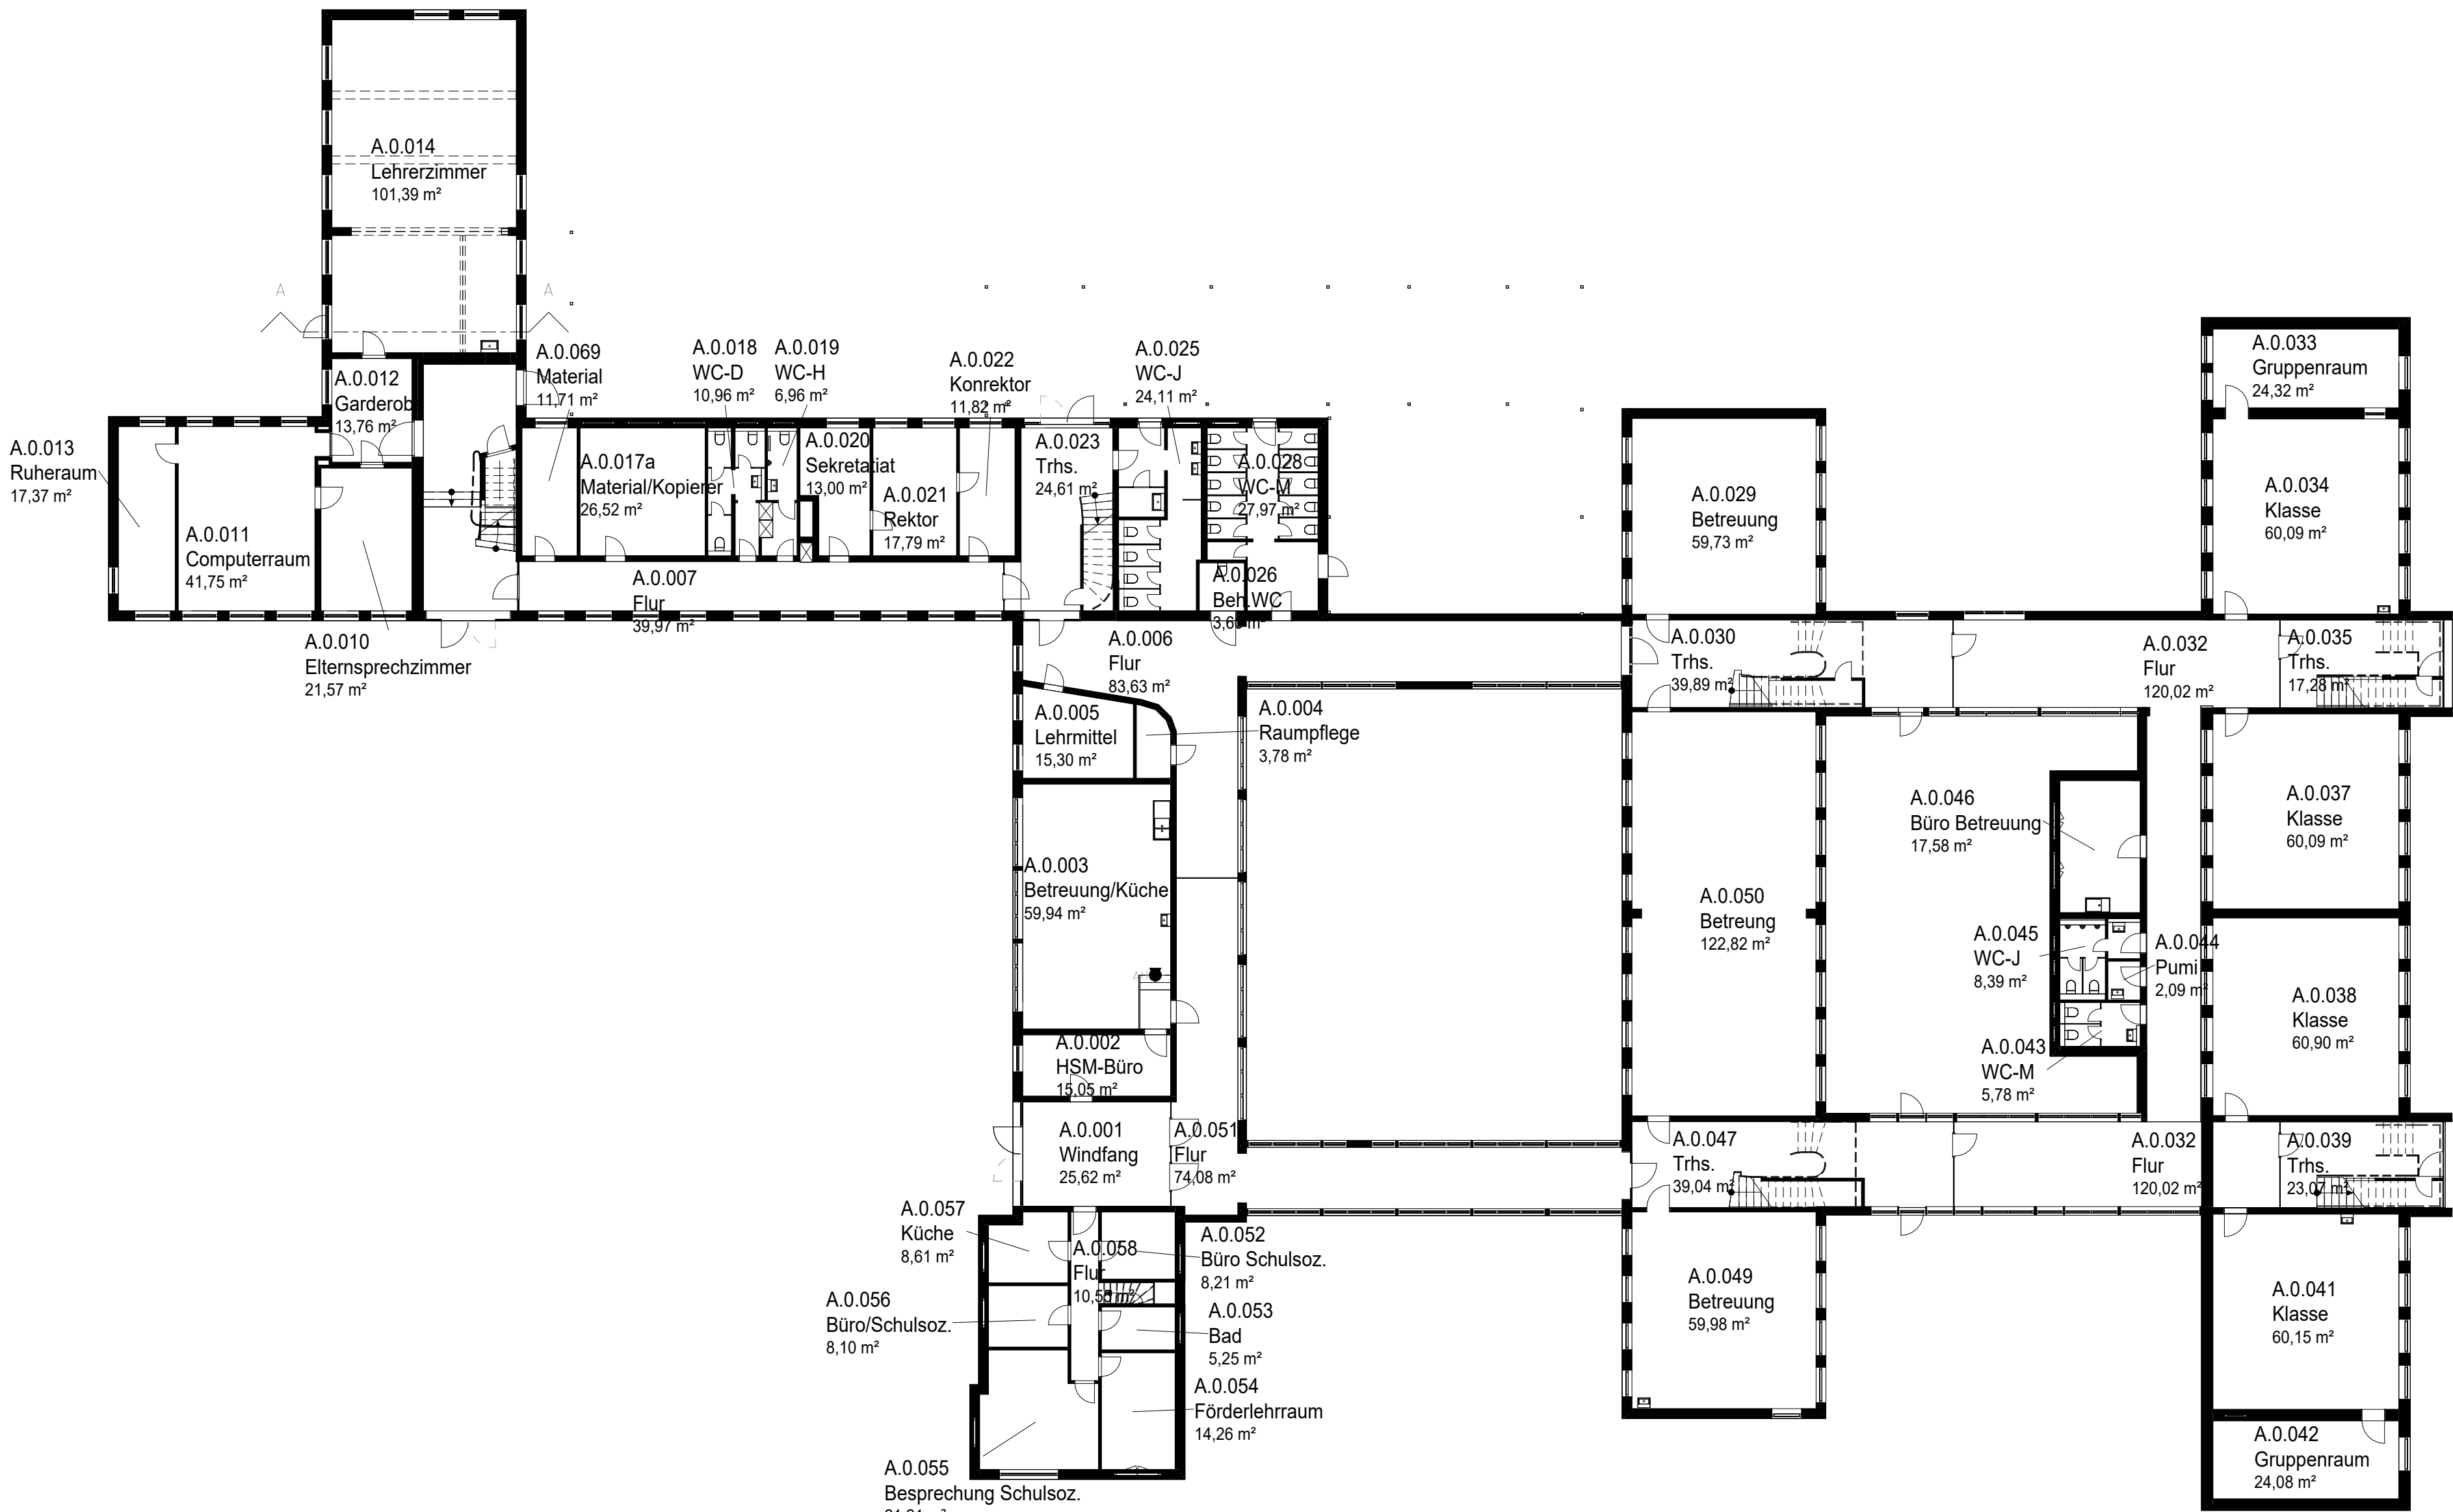 A.0.014
Lehrerzimmer
101,39 m²
A
A
A.0.012
Garderob
13,76 m²
A.0.013
Ruheraum
17,37 m²
A.0.011
Computerraum
41,75 m²
A.0.010
Elternsprechzimmer
21,57 m²
A.0.069
Material
11,71 m²
A.0.017a
Material/Kopierer
26,52 m²
A.0.018
WC-D
10,96 m²
A.0.019
WC-H
6,96 m²
A.0.020
Sekretatiat
13,00 m²
A.0.021
Rektor
17,79 m²
A.0.022
Konrektor
11,82 m²
A.0.007
Flur
39,97 m²
A.0.023
Trhs.
24,61 m²
A.0.025
WC-J
24,11 m²
A.0.028
WC-M
27,97 m²
A.0.026
Beh.WC
A.0.006
Flur
83,63 m²
A.0.005
Lehrmittel
15,30 m²
A.0.004
Raumpflege
3,78 m²
A.0.003
Betreuung/Küche
59,94 m²
A.0.002
HSM-Büro
15,05 m²
A.0.001
Windfang
25,62 m²
A.0.051
Flur
74,08 m²
A.0.057
Küche
8,61 m²
A.0.058
Flur
10,55 m²
A.0.052
Büro Schulsoz.
8,21 m²
A.0.056
Büro/Schulsoz.
8,10 m²
A.0.053
Bad
5,25 m²
A.0.054
Förderlehrraum
14,26 m²
A.0.055
Besprechung Schulsoz.
A.0.029
Betreuung
59,73 m²
A.0.030
Trhs.
39,89 m²
A.0.050
Betreung
122,82 m²
A.0.046
Büro Betreuung
17,58 m²
A.0.045
WC-J
8,39 m²
A.0.044
Pumi
2,09 m²
A.0.043
WC-M
5,78 m²
A.0.047
Trhs.
39,04 m²
A.0.049
Betreuung
59,98 m²
A.0.033
Gruppenraum
24,32 m²
A.0.034
Klasse
60,09 m²
A.0.032
Flur
120,02 m²
A.0.035
Trhs.
17,28 m²
A.0.037
Klasse
60,09 m²
A.0.038
Klasse
60,90 m²
A.0.032
Flur
120,02 m²
A.0.039
Trhs.
23,07 m²
A.0.041
Klasse
60,15 m²
A.0.042
Gruppenraum
24,08 m²